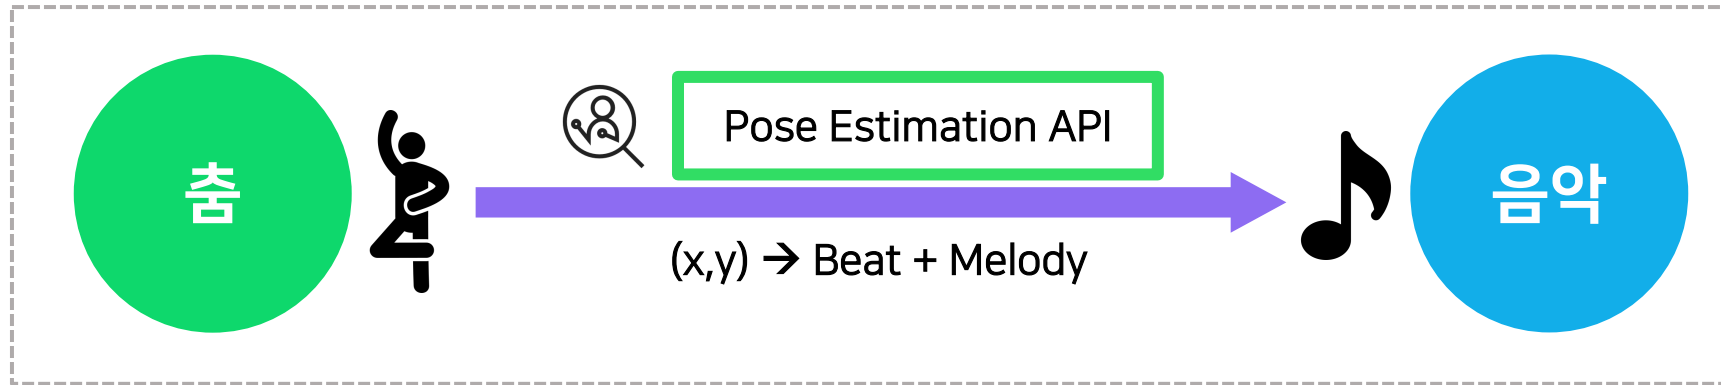 춤
Pose Estimation API
(x,y) → Beat + Melody
음악